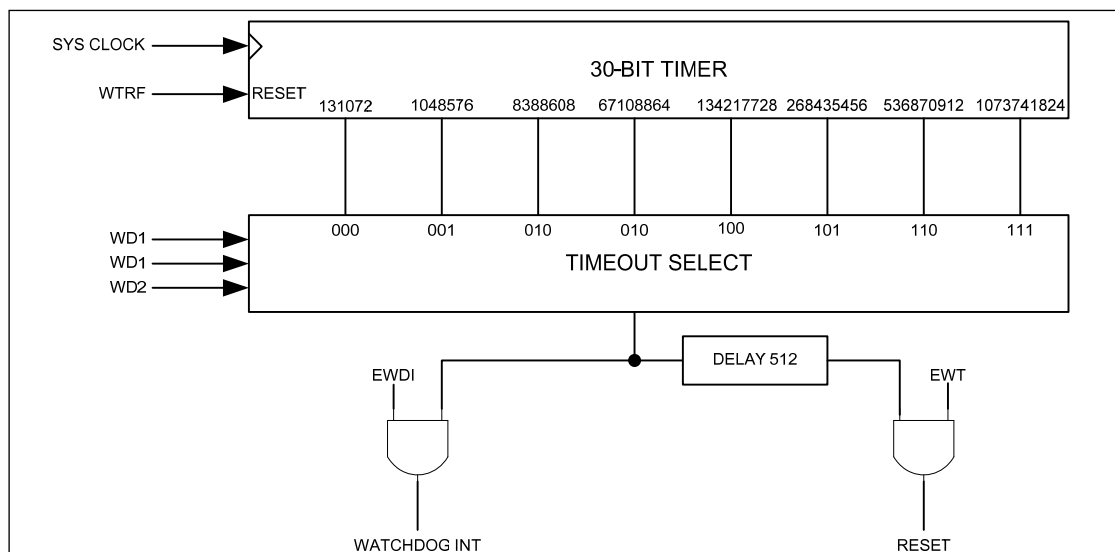 SYS CLOCK
30-BIT TIMER
WTRF
RESET
131072 1048576 8388608 67108864 134217728 268435456 536870912 1073741824
000 001 010 010 100 101 110 111
WD1
WD1
TIMEOUT SELECT
WD2
DELAY 512
EWDI
EWT
WATCHDOG INT
RESET